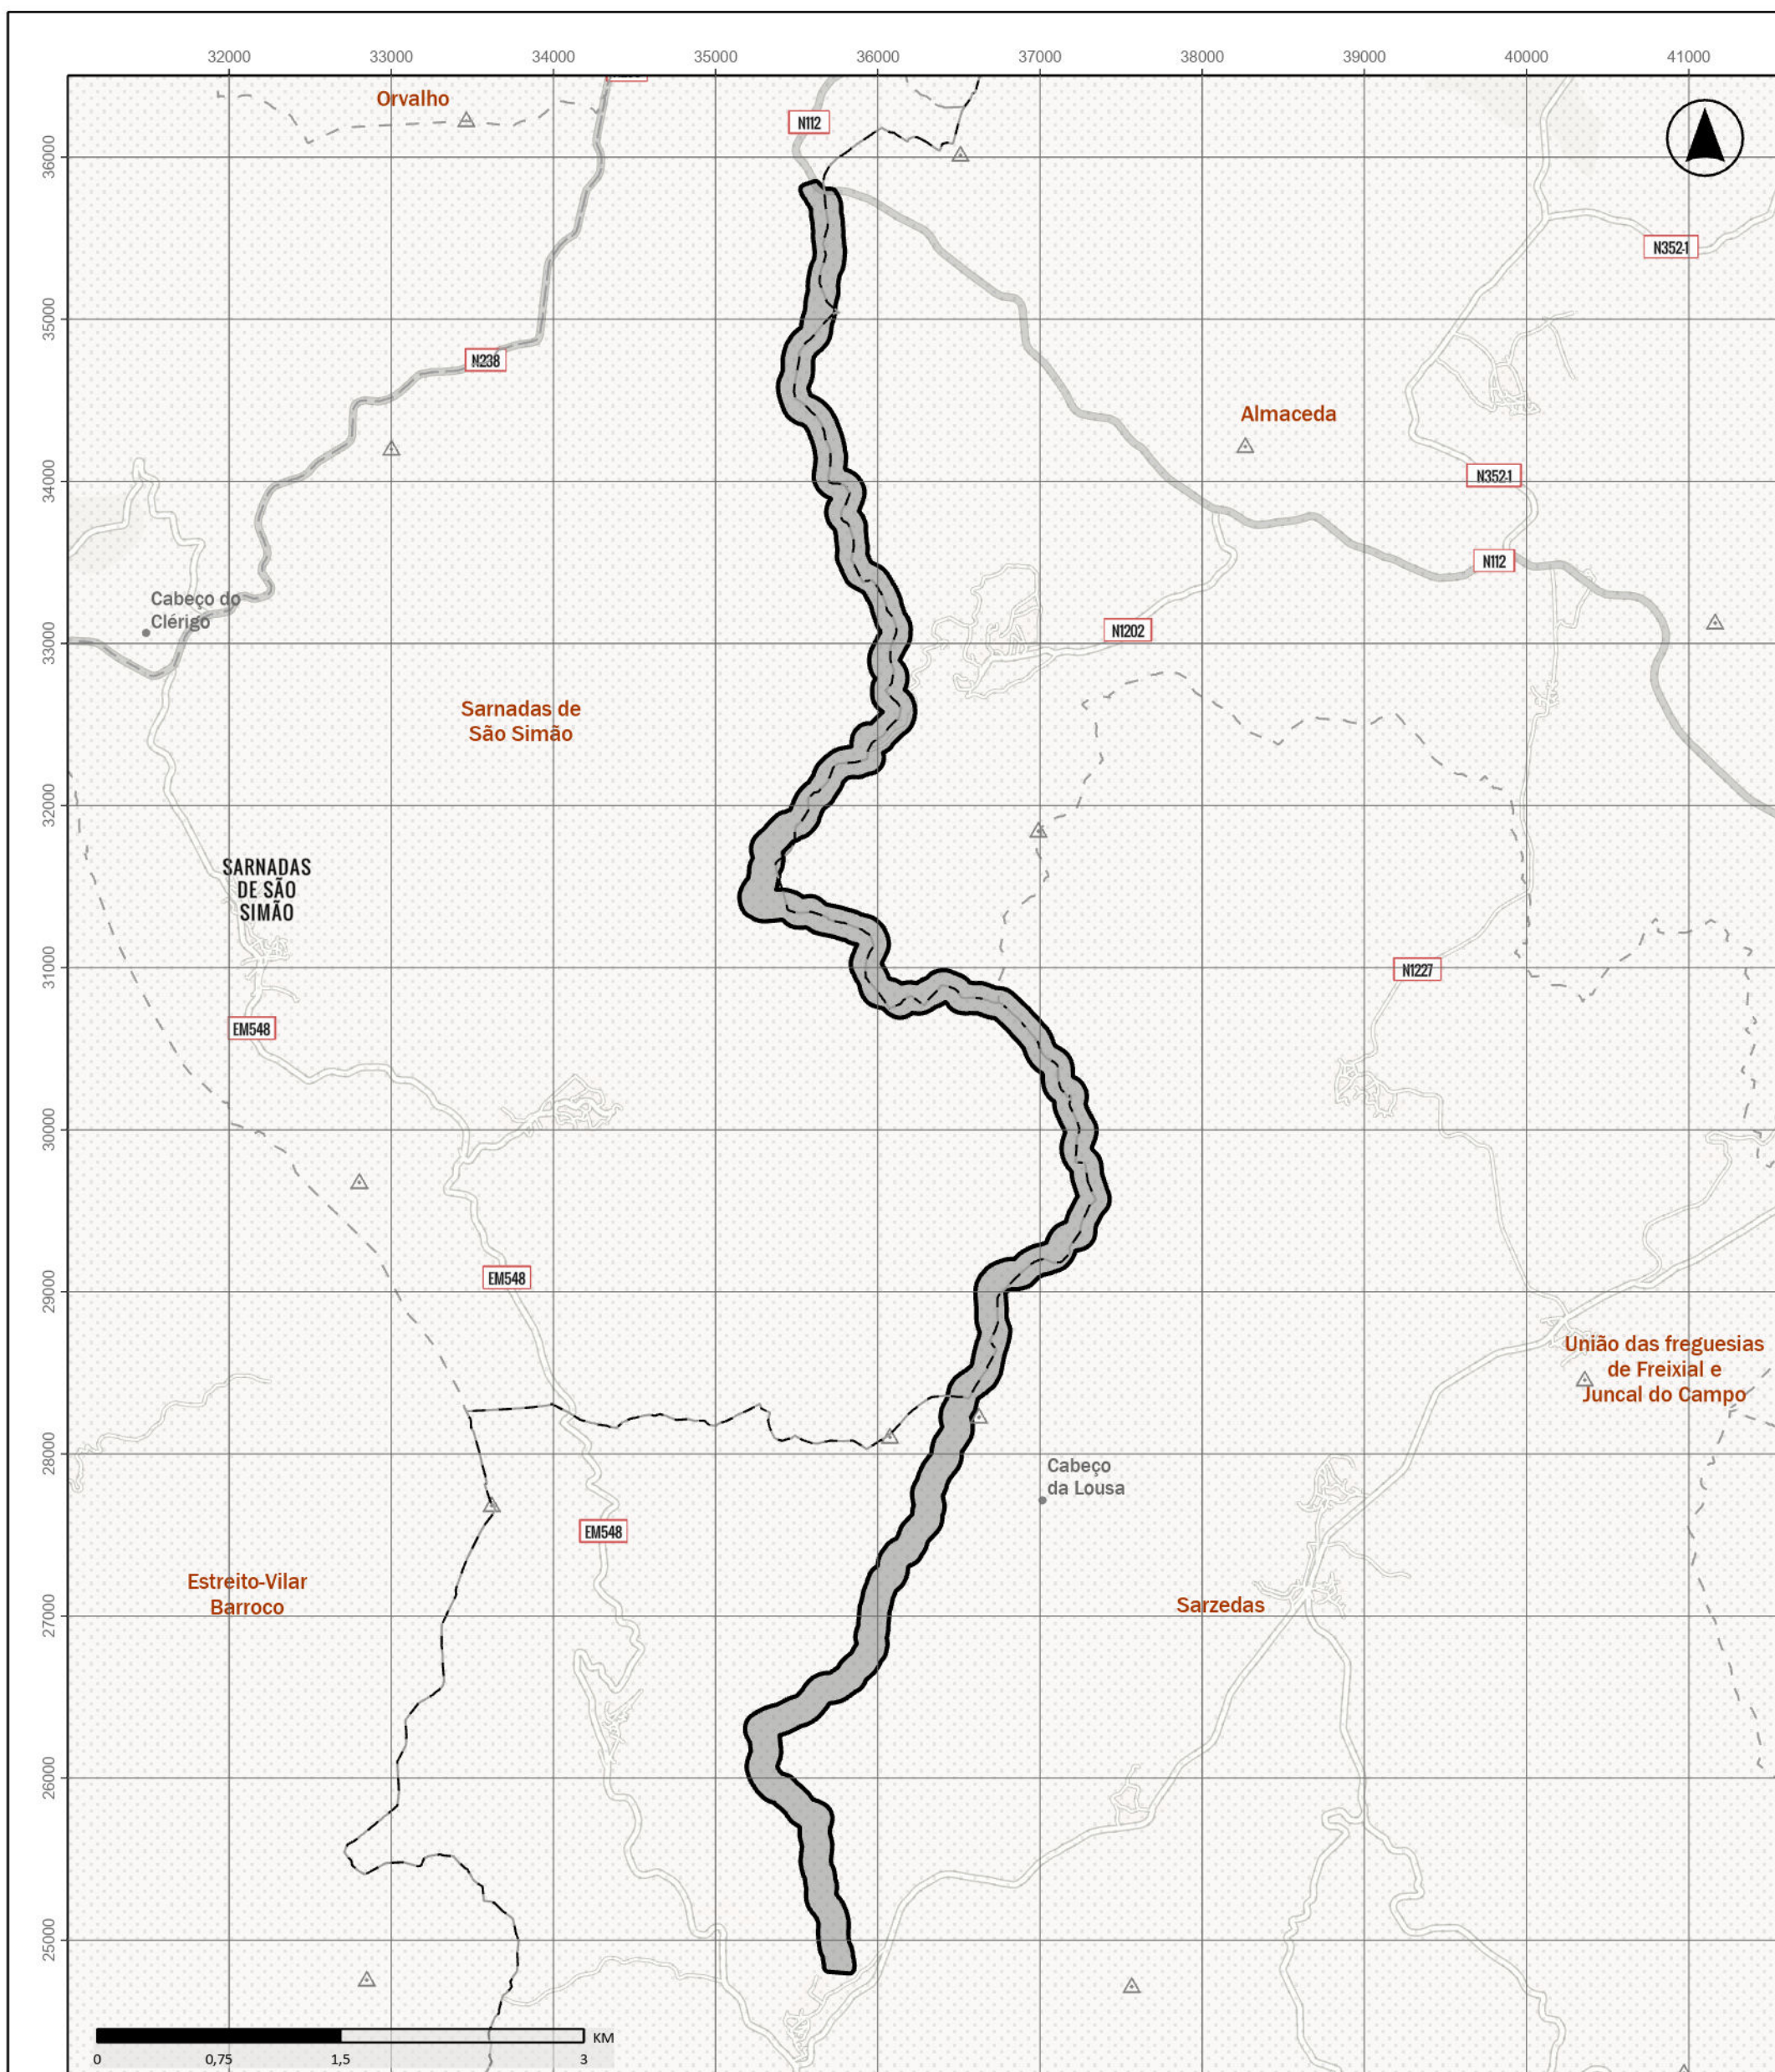 32000
33000
34000
35000
36000
37000
38000
39000
40000
41000
Orvalho
N112
36000
N352-1
35000
N238
Almaceda
34000
N352-1
N112
Cabeço do
Clérigo
33000
N1202
Sarnadas de
São Simão
32000
SARNADAS
DE SÃO
SIMÃO
31000
N1227
EM548
30000
29000
EM548
União das freguesias
de Freixial e
Juncal do Campo
28000
Cabeço
da Lousa
EM548
Estreito-Vilar
Barroco
27000
Sarzedas
26000
25000
KM
0
0,75
1,5
3